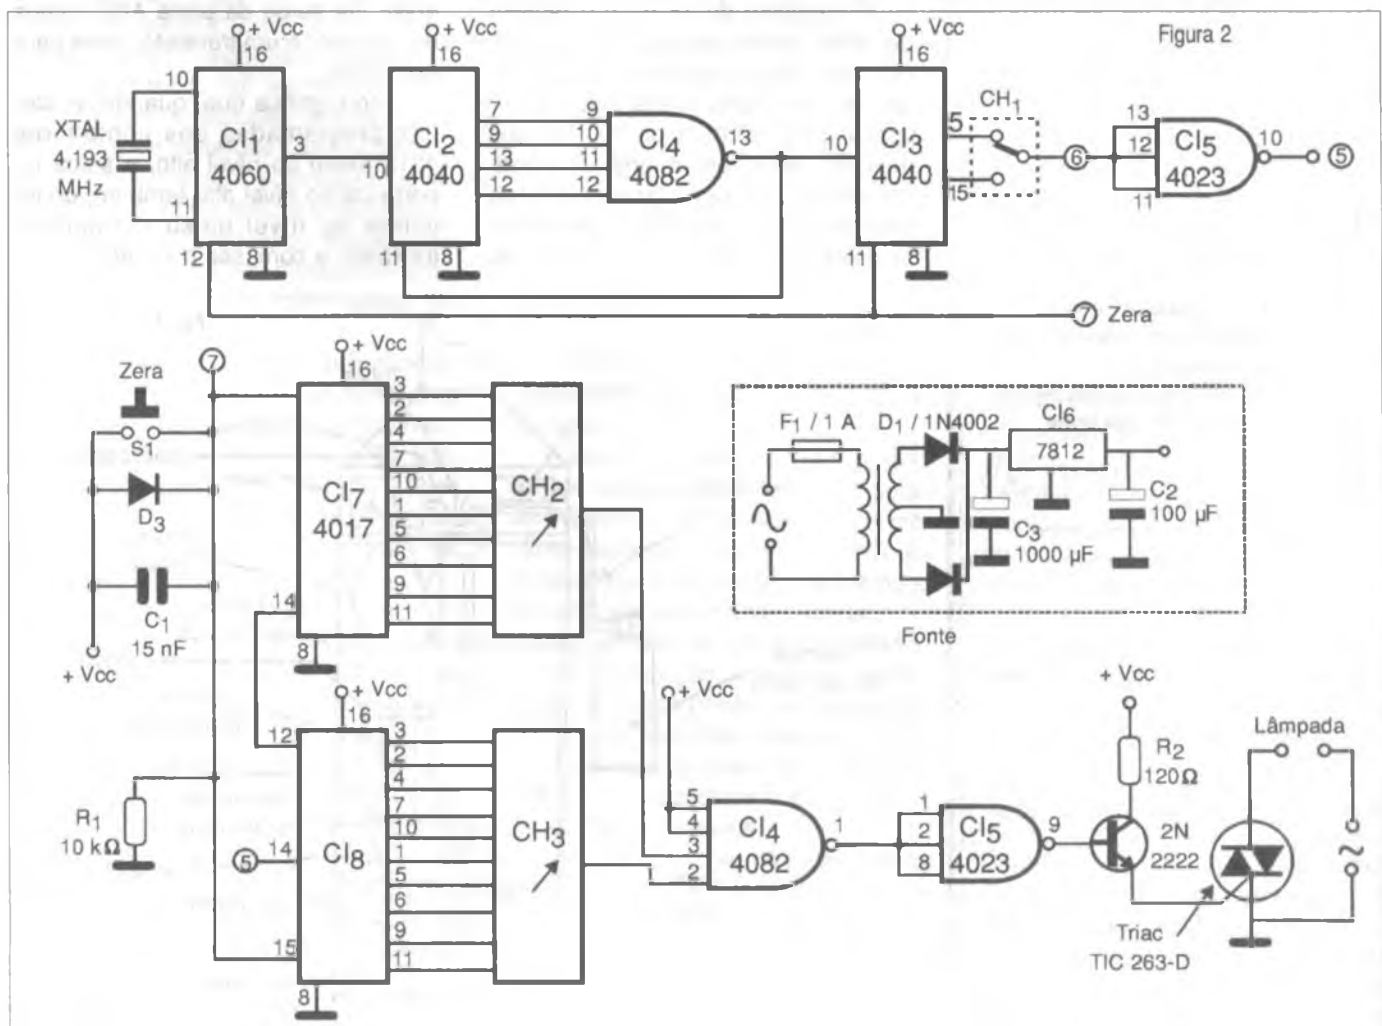 Figura 2
+ Vcc
16
10
XTAL
4,193
MHz
11
CI1
4060
3
12
8
+ Vcc
16
10
CI2
4040
7
9
13
12
11
8
9
10
11
12
CI4
4082
13
+ Vcc
16
10
CI3
4040
5
15
11
8
CH1
6
13
12
11
CI5
4023
10
5
7 Zera
7
Zera
S1
D3
C1
15 nF
+ Vcc
R1
10 kΩ
+ Vcc
16
CI7
4017
14
8
3
2
4
7
10
1
5
6
9
11
CH2
F1 / 1 A
D1 / 1N4002
CI6
7812
C3
1000 µF
C2
100 µF
Fonte
+ Vcc
16
12
5
14
CI8
15
8
3
2
4
7
10
1
5
6
9
11
CH3
+ Vcc
5
4
3
2
CI4
4082
1
1
2
8
CI5
4023
9
+ Vcc
R2
120 Ω
2N
2222
Lâmpada
Triac
TIC 263-D